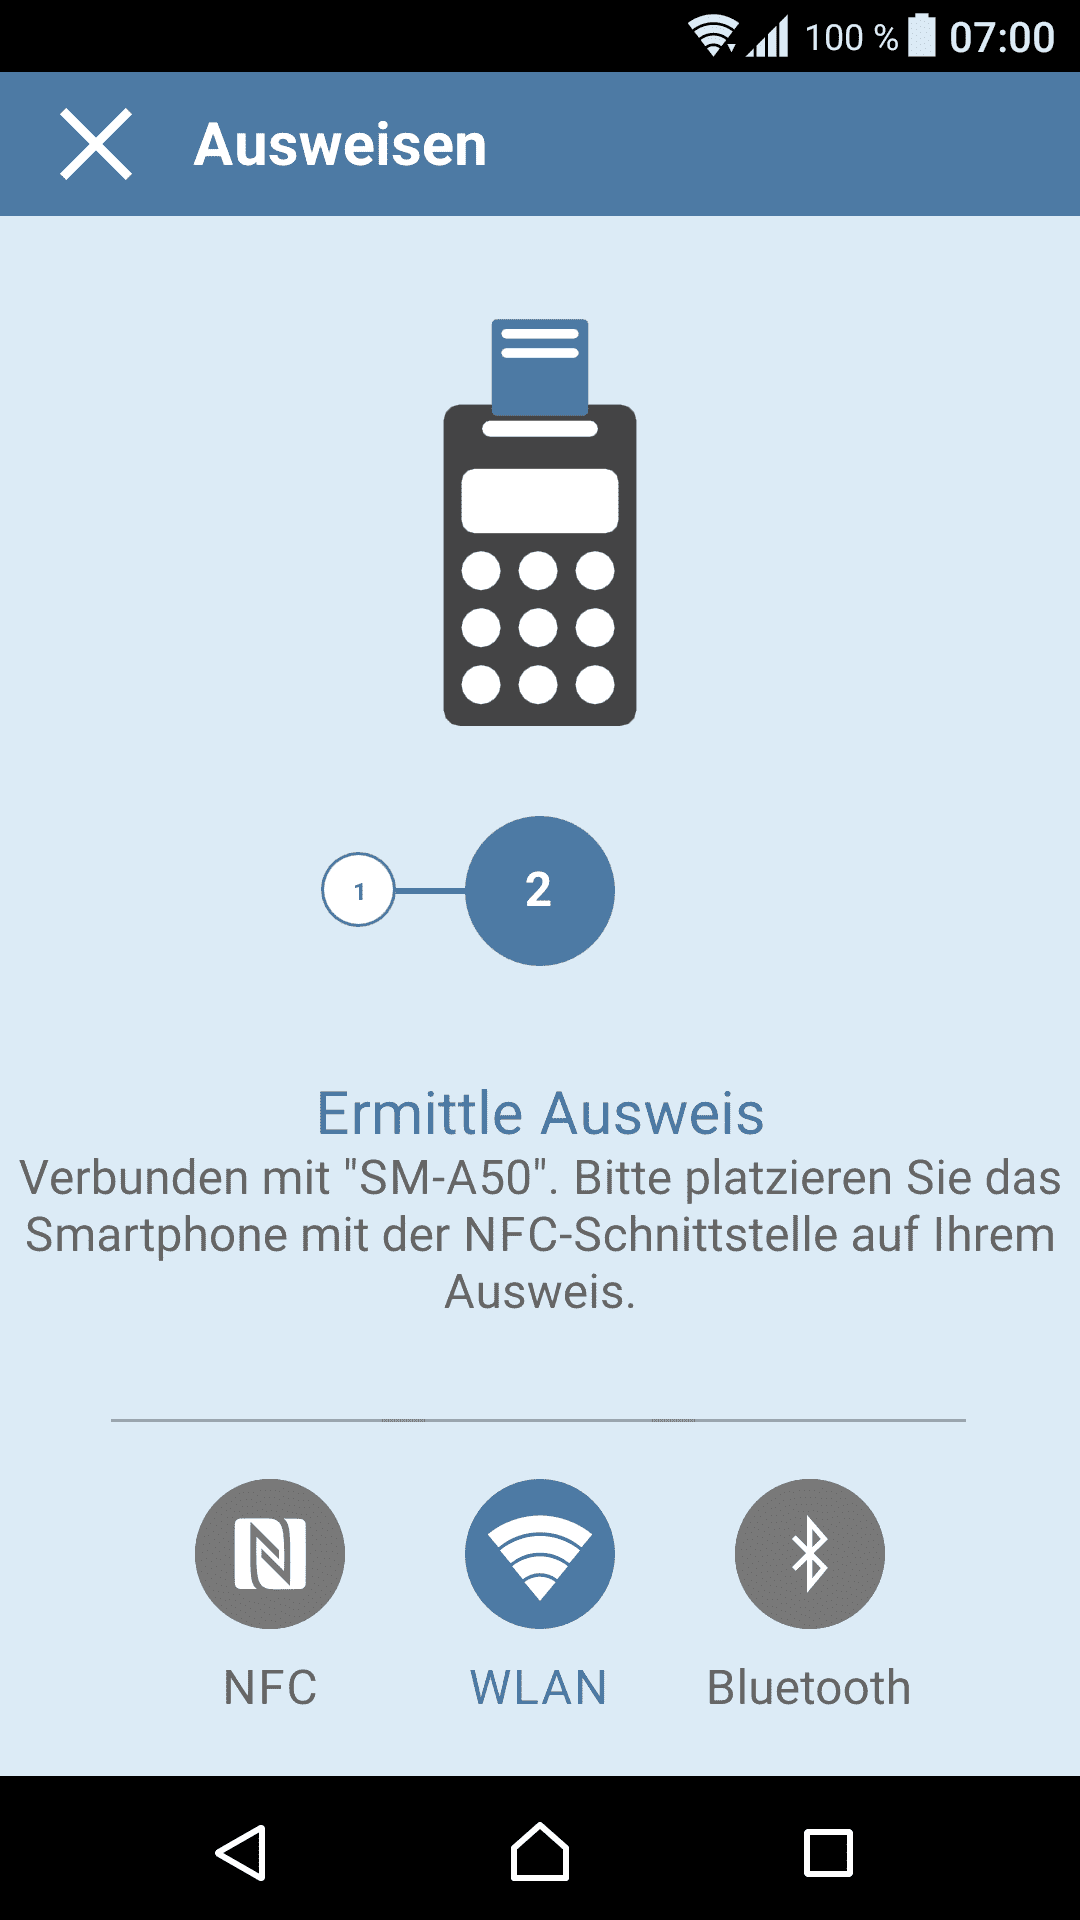 100 % 07:00
Ausweisen
1
2
Ermittle Ausweis
Verbunden mit "SM-A50". Bitte platzieren Sie das
Smartphone mit der NFC-Schnittstelle auf Ihrem
Ausweis.
NFC WLAN Bluetooth